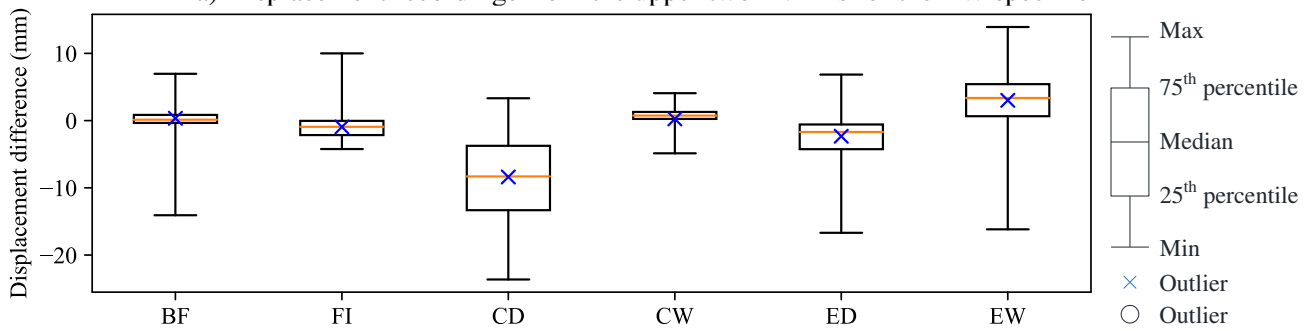 Displacement difference (mm)
10
0
−10
−20
BF FI CD CW ED EW
Max
75th percentile
Median
25th percentile
Min
Outlier
Outlier